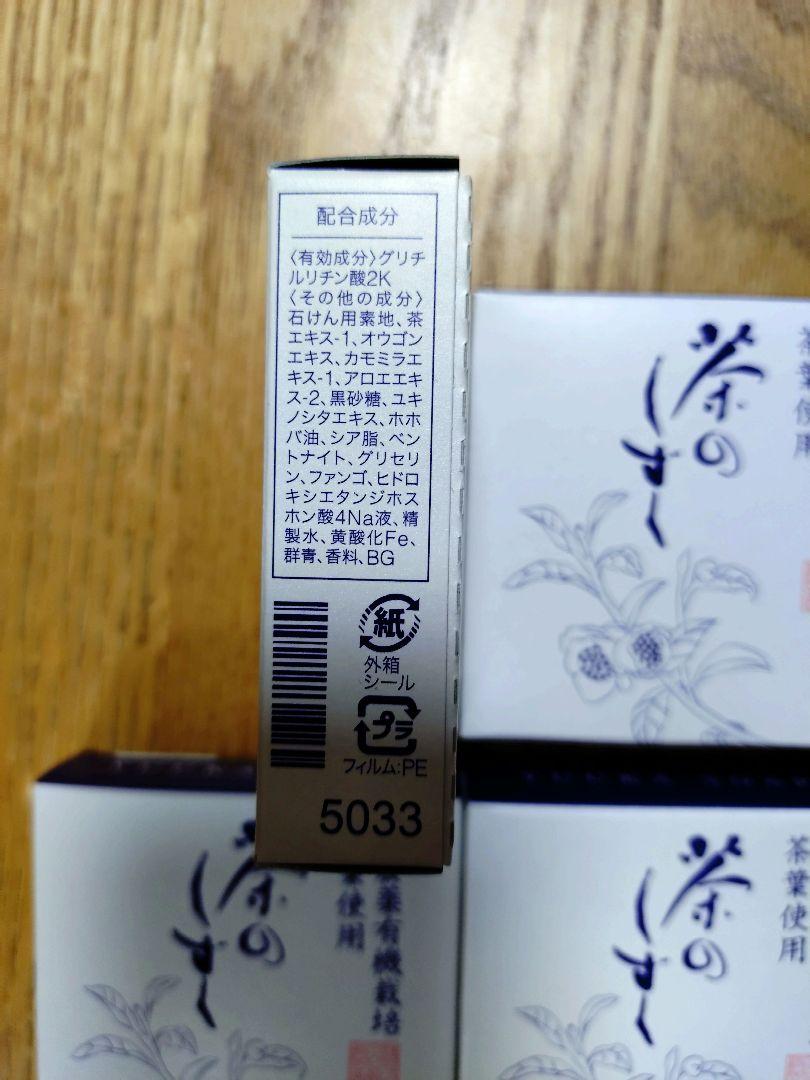 配合成分
〈有効成分〉グリチ
ルリチン酸2K
〈その他の成分〉
石けん用素地、茶
エキス-1、オウゴン
エキス、カモミラエ
キス-1、アロエエキ
ス-2、黒砂糖、ユキ
ノシタエキス、ホホ
バ油、シア脂、ベン
トナイト、グリセリ
ン、ファンゴ、ヒドロ
キシエタンジホス
ホン酸4Na液、精
製水、黄酸化Fe、
群青、香料、BG
紙
外箱
シール
プラ
フィルム:PE
5033
茶葉使用
茶のしずく
農薬有機栽培
葉使用
茶のしずく
茶葉使用
茶のしずく